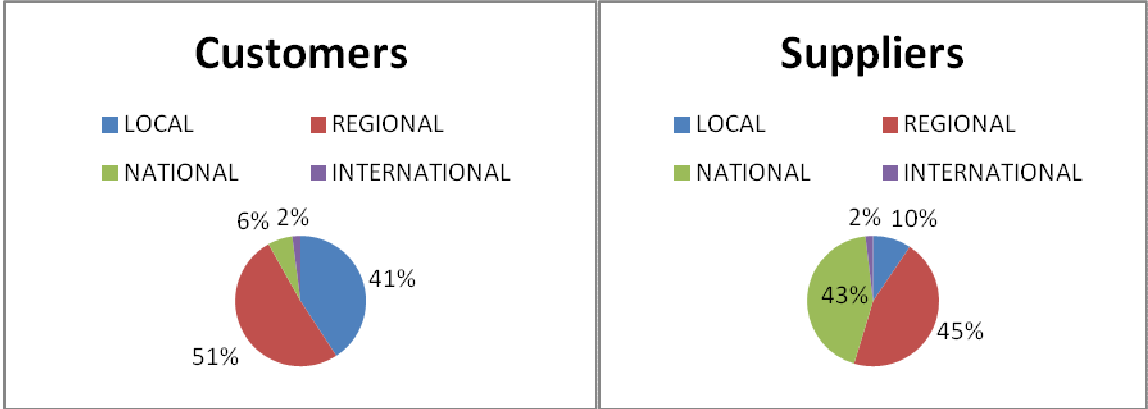 Customers
LOCAL REGIONAL
NATIONAL INTERNATIONAL
6% 2%
41%
51%
Suppliers
LOCAL REGIONAL
NATIONAL INTERNATIONAL
2% 10%
43%
45%